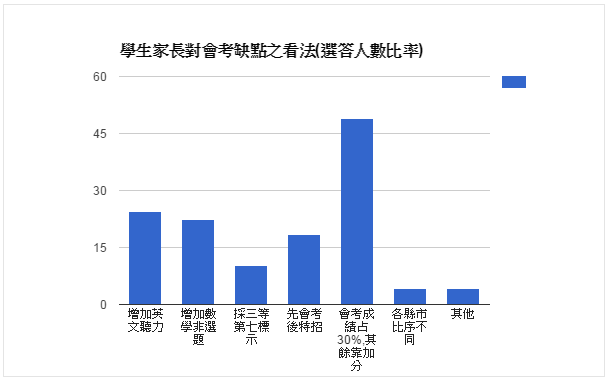 學生家長對會考缺點之看法(選答人數比率)
60
45
30
15
0
增加英
文聽力
增加數
學非選
題
採三等
第七標
示
先會考
後特招
會考成
績占
30%,其
餘靠加
分
各縣市
比序不
同
其他